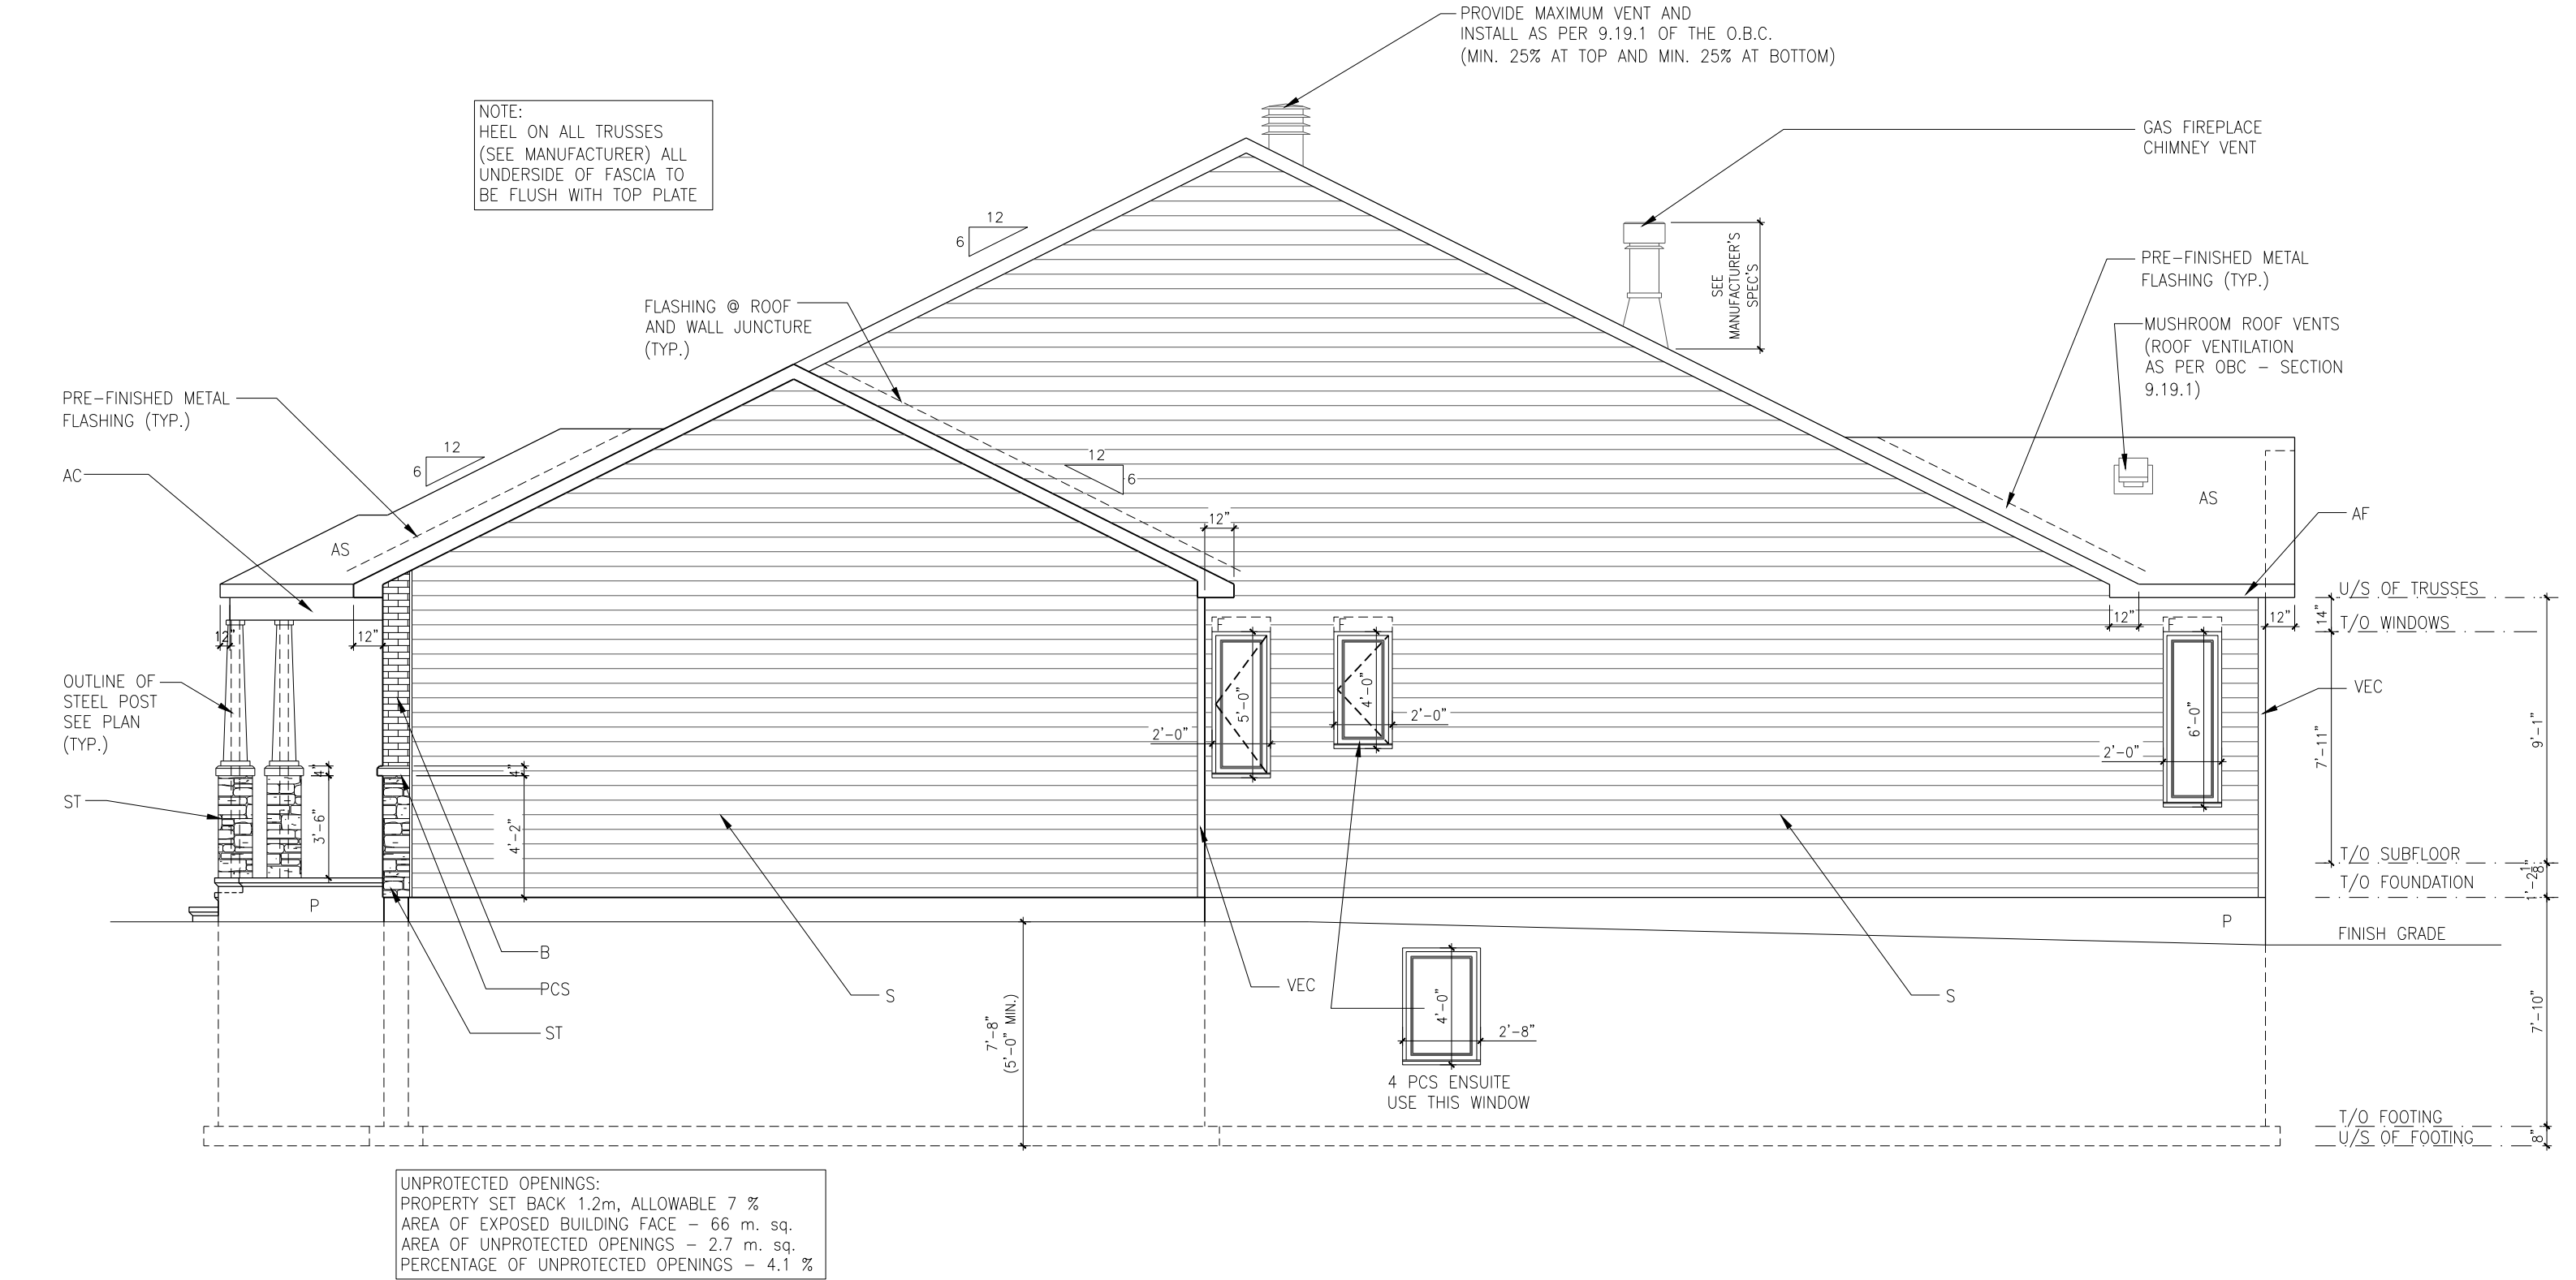 PROVIDE MAXIMUM VENT AND
INSTALL AS PER 9.19.1 OF THE O.B.C.
(MIN. 25% AT TOP AND MIN. 25% AT BOTTOM)
NOTE:
HEEL ON ALL TRUSSES
(SEE MANUFACTURER) ALL
UNDERSIDE OF FASCIA TO
BE FLUSH WITH TOP PLATE
GAS FIREPLACE
CHIMNEY VENT
12
6
SEE
MANUFACTURER'S
SPEC'S
PRE-FINISHED METAL
FLASHING (TYP.)
FLASHING @ ROOF
AND WALL JUNCTURE
(TYP.)
MUSHROOM ROOF VENTS
(ROOF VENTILATION
AS PER OBC - SECTION
9.19.1)
PRE-FINISHED METAL
FLASHING (TYP.)
12
6
12
6
AC
AS
AS
AF
12"
U/S OF TRUSSES
T/O WINDOWS
14"
12"
12"
12"
12"
F
F
F
OUTLINE OF
STEEL POST
SEE PLAN
(TYP.)
VEC
5'-0"
2'-0"
4'-0"
2'-0"
6'-0"
2'-0"
7'-11"
9'-1"
4"
4"
ST
3'-6"
4'-2"
T/O SUBFLOOR
T/O FOUNDATION
1'-2 1/8"
P
P
FINISH GRADE
B
PCS
ST
S
VEC
S
7'-8"
(5'-0" MIN.)
4'-0"
2'-8"
7'-10"
4 PCS ENSUITE
USE THIS WINDOW
T/O FOOTING
U/S OF FOOTING
8"
UNPROTECTED OPENINGS:
PROPERTY SET BACK 1.2m, ALLOWABLE 7 %
AREA OF EXPOSED BUILDING FACE - 66 m. sq.
AREA OF UNPROTECTED OPENINGS - 2.7 m. sq.
PERCENTAGE OF UNPROTECTED OPENINGS - 4.1 %